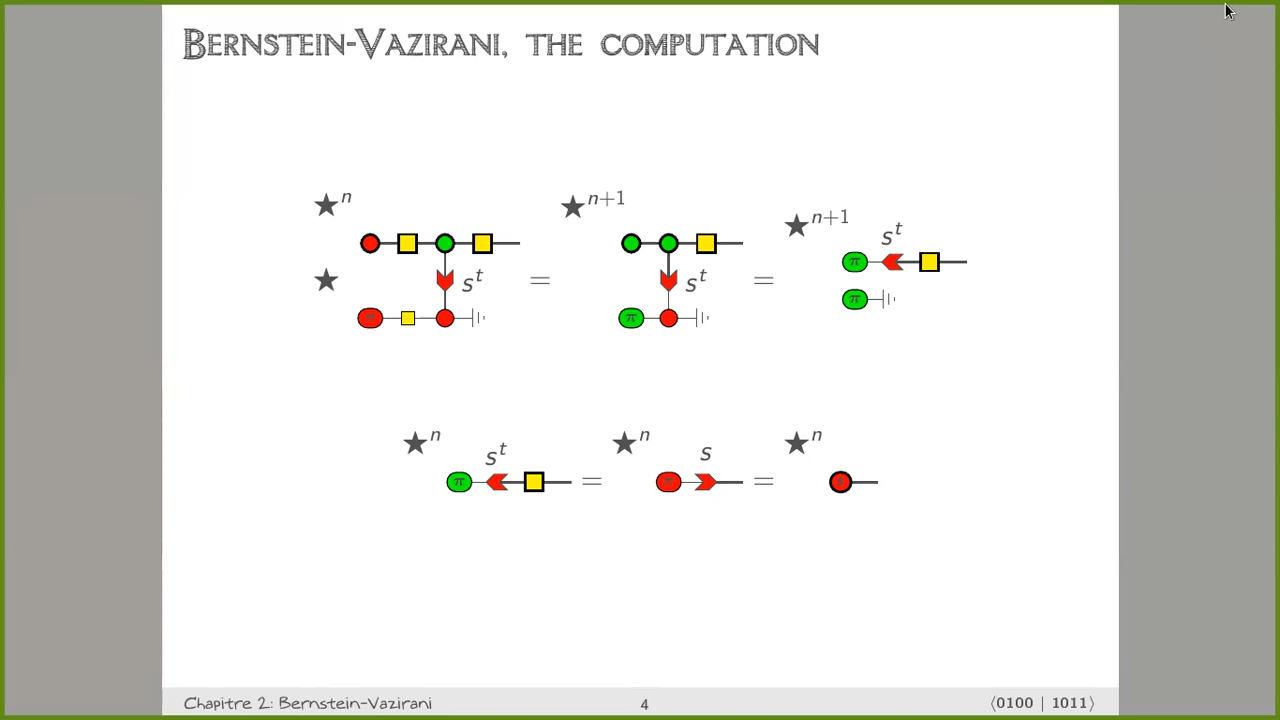 Bernstein-Vazirani, the computation
★ⁿ ★ⁿ⁺¹ ★ⁿ⁺¹
sᵗ
π
★ sᵗ = sᵗ =
π
π π
★ⁿ ★ⁿ ★ⁿ
sᵗ s
π = π = 
Chapitre 2: Bernstein-Vazirani 4 ⟨0100 | 1011⟩